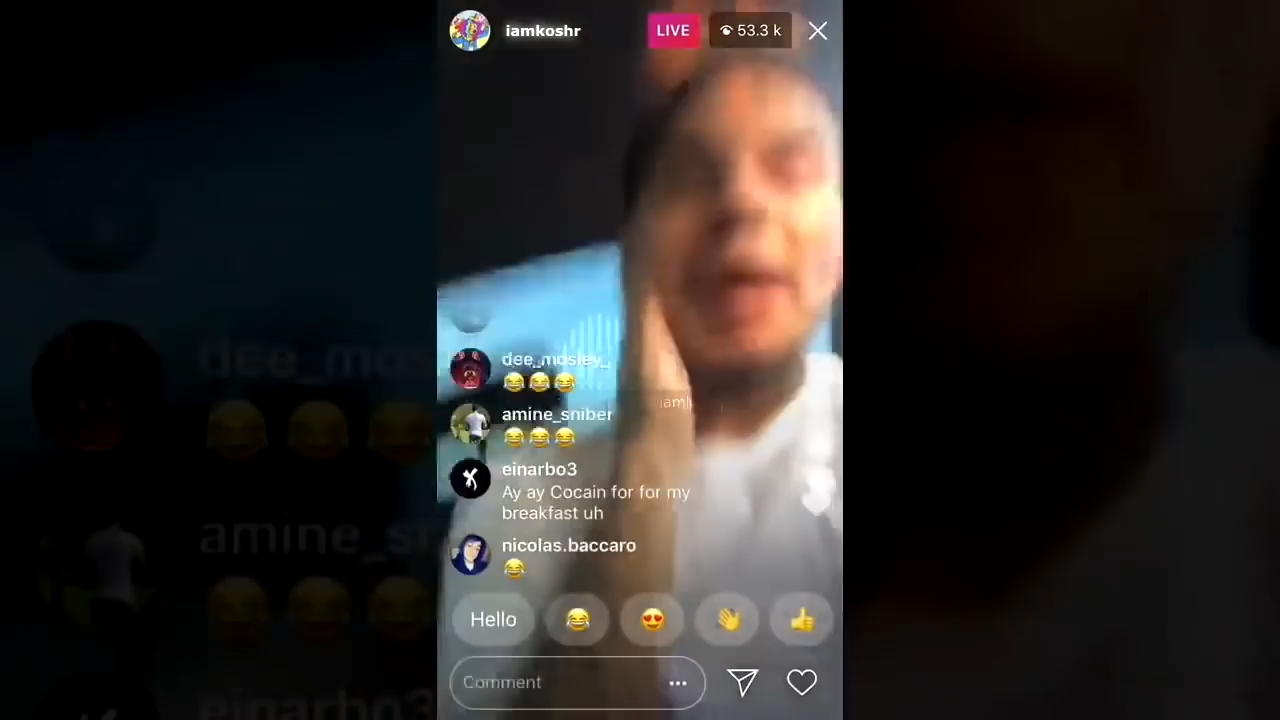 iamkoshr
LIVE
53.3 k
dee_mosley_
😂😂😂
amine_sniber
😂😂😂
einarbo3
Ay ay Cocain for for my
breakfast uh
nicolas.baccaro
😂
Hello
😂
😍
👋
👍
Comment